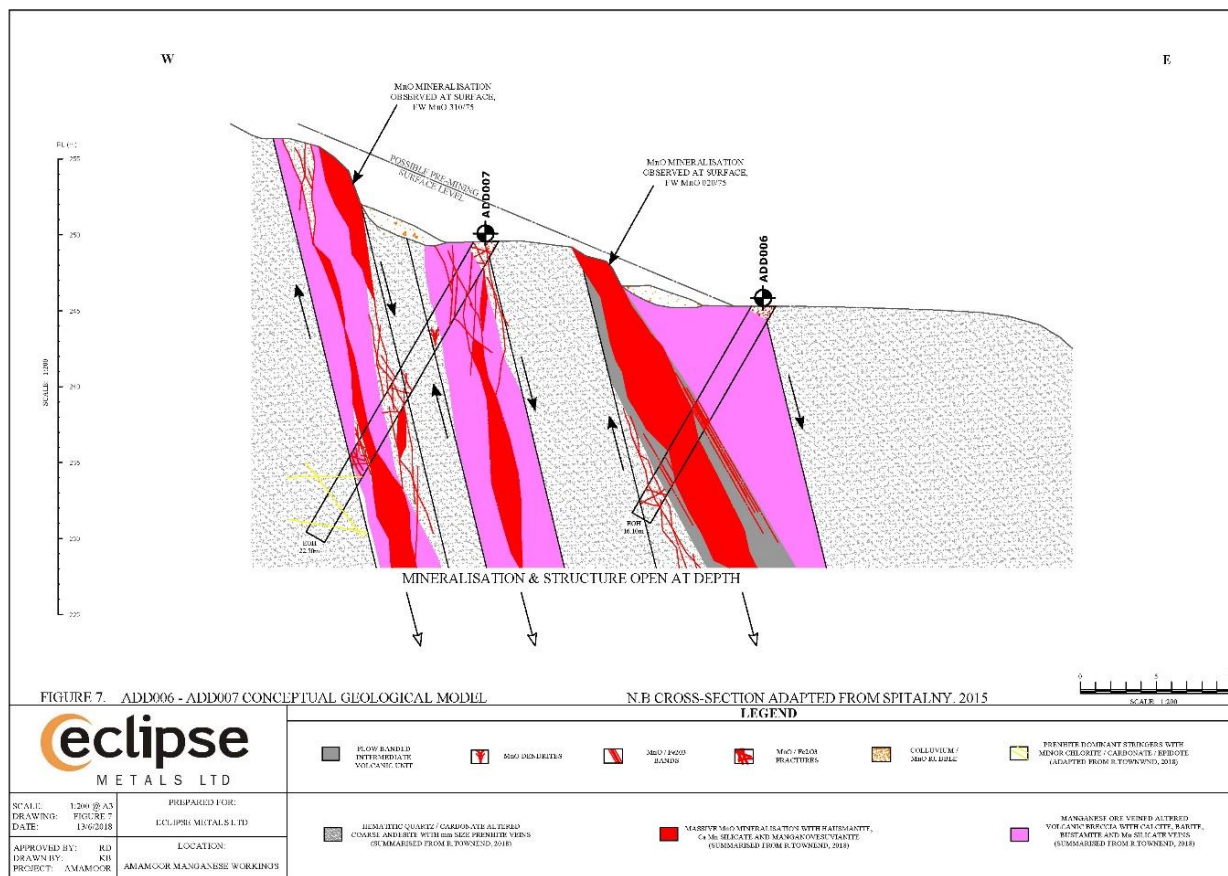 W
E
MnO MINERALISATION
OBSERVED AT SURFACE,
FW MnO 310/75
POSSIBLE PRE-MINING
SURFACE LEVEL
ADD007
MnO MINERALISATION
OBSERVED AT SURFACE,
FW MnO 020/75
ADD006
RL (m)
255
250
245
240
235
230
225
SCALE: 1:200
EOH
22.50m
EOH
16.10m
MINERALISATION & STRUCTURE OPEN AT DEPTH
FIGURE 7. ADD006 - ADD007 CONCEPTUAL GEOLOGICAL MODEL
N.B CROSS-SECTION ADAPTED FROM SPITALNY, 2015
0 5
SCALE: 1:200
eclipse
METALS LTD
SCALE: 1:200 @ A3
DRAWING: FIGURE 7
DATE: 13/6/2018
PREPARED FOR:
ECLIPSE METALS LTD
APPROVED BY: RD
DRAWN BY: KB
PROJECT: AMAMOOR
LOCATION:
AMAMOOR MANGANESE WORKINGS
LEGEND
FLOW BANDED
INTERMEDIATE
VOLCANIC UNIT
MnO DENDRITES
MnO / Fe2O3
BANDS
MnO / Fe2O3
FRACTURES
COLLUVIUM /
MnO RUBBLE
PREHNITE DOMINANT STRINGERS WITH
MINOR CHLORITE / CARBONATE / EPIDOTE
(ADAPTED FROM R.TOWNWND, 2018)
HEMATITIC QUARTZ / CARBONATE ALTERED
COARSE ANDESITE WITH mm SIZE PREHNITE VEINS
(SUMMARISED FROM R.TOWNEND, 2018)
MASSIVE MnO MINERALISATION WITH HAUSMANITE,
Ca Mn SILICATE AND MANGANOVESUVIANITE
(SUMMARISED FROM R.TOWNEND, 2018)
MANGANESE ORE VEINED ALTERED
VOLCANIC BRECCIA WITH CALCITE, BARITE,
BUSTAMITE AND Mn SILICATE VEINS
(SUMMARISED FROM R.TOWNEND, 2018)